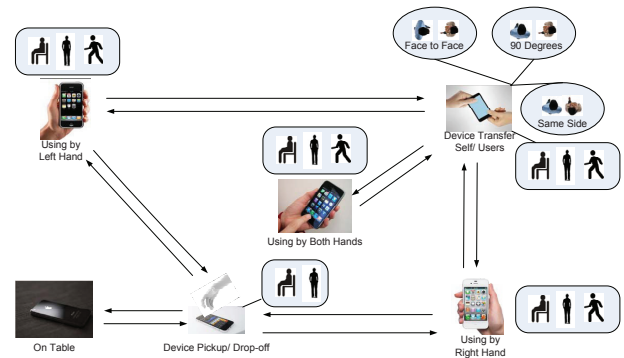 Face to Face
90 Degrees
Same Side
Using by
Left Hand
Device Transfer
Self/ Users
Using by Both Hands
On Table
Device Pickup/ Drop-off
Using by
Right Hand